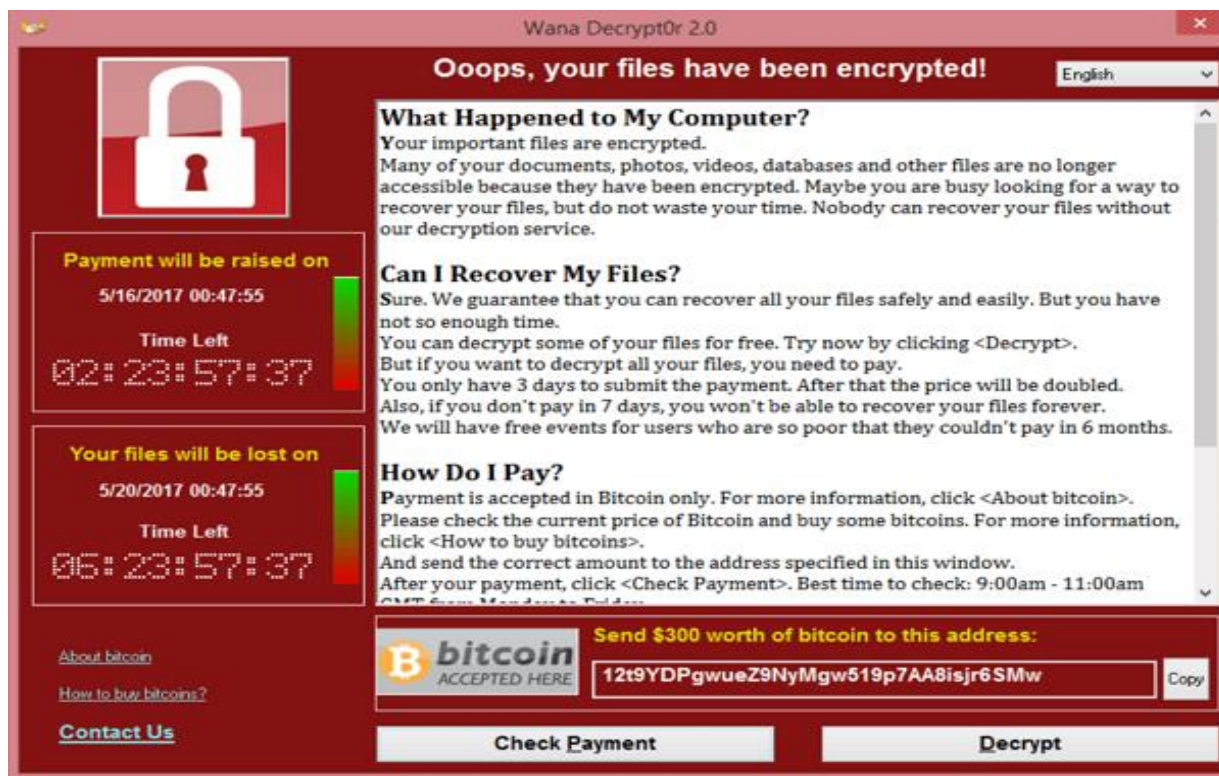 Wana Decrypt0r 2.0
Ooops, your files have been encrypted!
English
Payment will be raised on
5/16/2017 00:47:55
Time Left
02:23:57:37
Your files will be lost on
5/20/2017 00:47:55
Time Left
06:23:57:37
About bitcoin
How to buy bitcoins?
Contact Us
What Happened to My Computer?
Your important files are encrypted.
Many of your documents, photos, videos, databases and other files are no longer
accessible because they have been encrypted. Maybe you are busy looking for a way to
recover your files, but do not waste your time. Nobody can recover your files without
our decryption service.
Can I Recover My Files?
Sure. We guarantee that you can recover all your files safely and easily. But you have
not so enough time.
You can decrypt some of your files for free. Try now by clicking <Decrypt>.
But if you want to decrypt all your files, you need to pay.
You only have 3 days to submit the payment. After that the price will be doubled.
Also, if you don't pay in 7 days, you won't be able to recover your files forever.
We will have free events for users who are so poor that they couldn't pay in 6 months.
How Do I Pay?
Payment is accepted in Bitcoin only. For more information, click <About bitcoin>.
Please check the current price of Bitcoin and buy some bitcoins. For more information,
click <How to buy bitcoins>.
And send the correct amount to the address specified in this window.
After your payment, click <Check Payment>. Best time to check: 9:00am - 11:00am
GMT from Monday to Friday
bitcoin
ACCEPTED HERE
Send $300 worth of bitcoin to this address:
12t9YDPgwueZ9NyMgw519p7AA8isjr6SMw
Copy
Check Payment
Decrypt